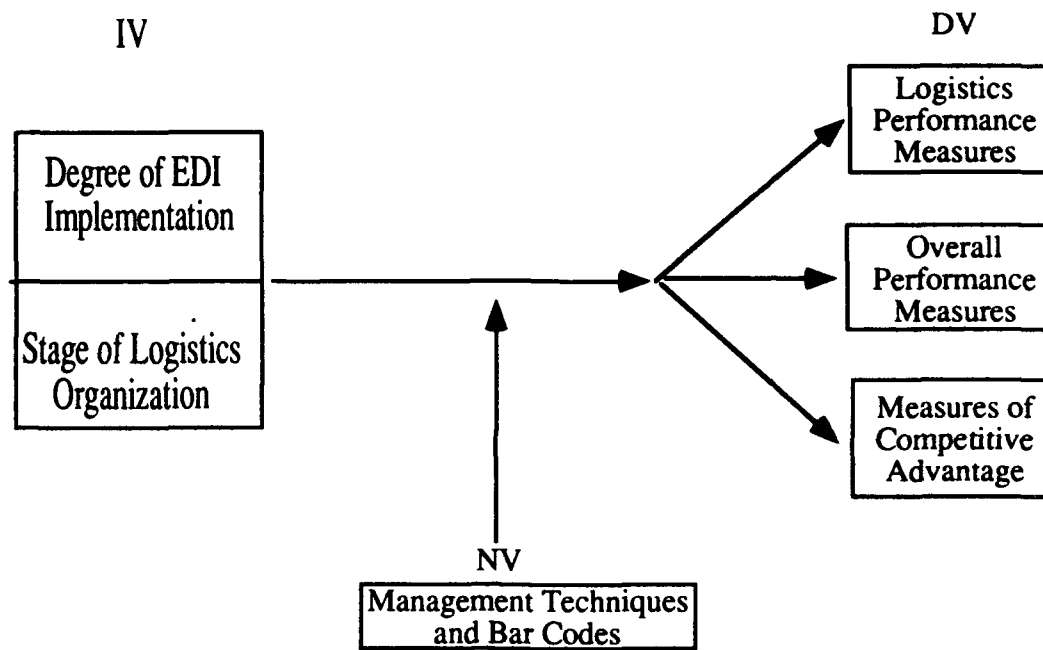 IV
DV
Degree of EDI
Implementation
Stage of Logistics
Organization
Logistics
Performance
Measures
Overall
Performance
Measures
Measures of
Competitive
Advantage
NV
Management Techniques
and Bar Codes